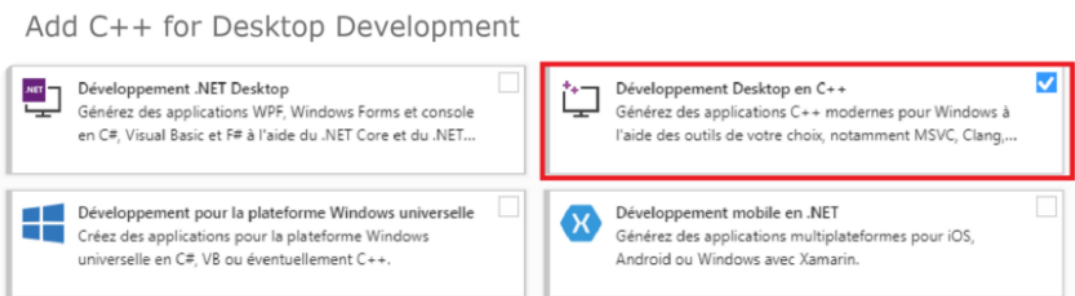 Add C++ for Desktop Development
.NET
Développement .NET Desktop
Générez des applications WPF, Windows Forms et console
en C#, Visual Basic et F# à l'aide du .NET Core et du .NET...
Développement Desktop en C++
Générez des applications C++ modernes pour Windows à
l'aide des outils de votre choix, notamment MSVC, Clang,...
Développement pour la plateforme Windows universelle
Créez des applications pour la plateforme Windows
universelle en C#, VB ou éventuellement C++.
Développement mobile en .NET
Générez des applications multiplateformes pour iOS,
Android ou Windows avec Xamarin.